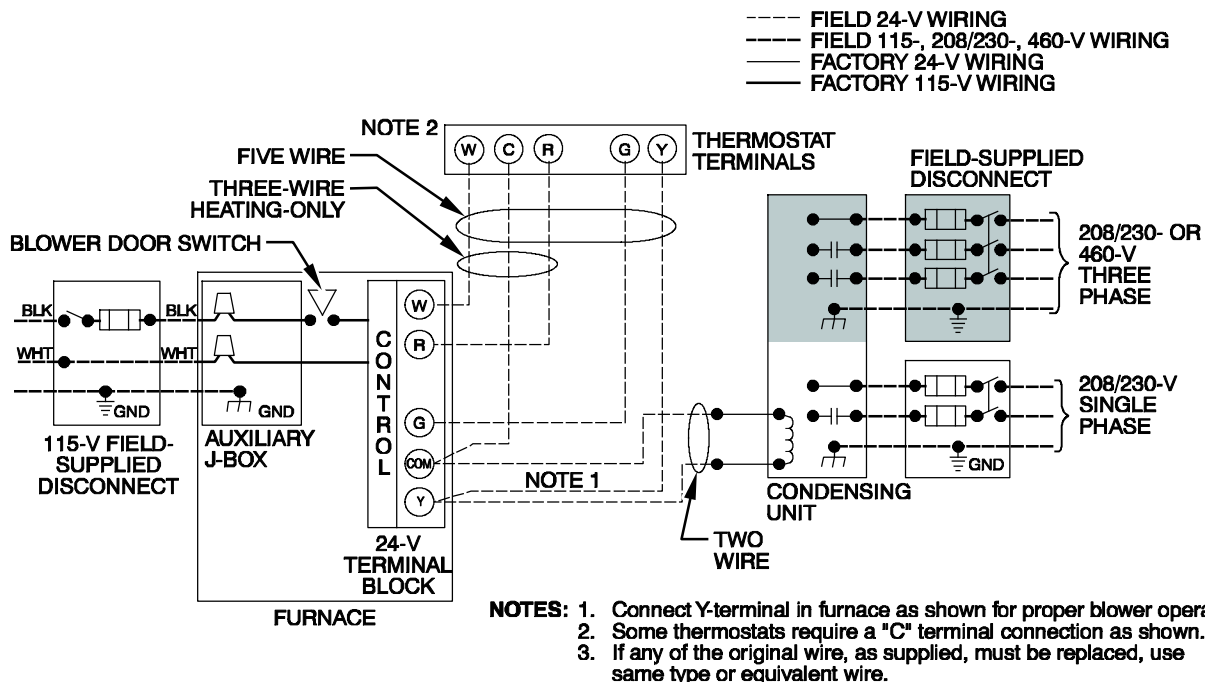 FIELD 24-V WIRING
FIELD 115-, 208/230-, 460-V WIRING
FACTORY 24-V WIRING
FACTORY 115-V WIRING
NOTE 2
W C R G Y
THERMOSTAT
TERMINALS
FIVE WIRE
THREE-WIRE
HEATING-ONLY
BLOWER DOOR SWITCH
FIELD-SUPPLIED
DISCONNECT
208/230- OR
460-V
THREE
PHASE
BLK
BLK
WHT
WHT
GND
GND
115-V FIELD-
SUPPLIED
DISCONNECT
AUXILIARY
J-BOX
CONTROL
W
R
G
COM
Y
24-V
TERMINAL
BLOCK
FURNACE
NOTE 1
TWO
WIRE
CONDENSING
UNIT
208/230-V
SINGLE
PHASE
GND
NOTES: 1. Connect Y-terminal in furnace as shown for proper blower opera
2. Some thermostats require a "C" terminal connection as shown.
3. If any of the original wire, as supplied, must be replaced, use
same type or equivalent wire.